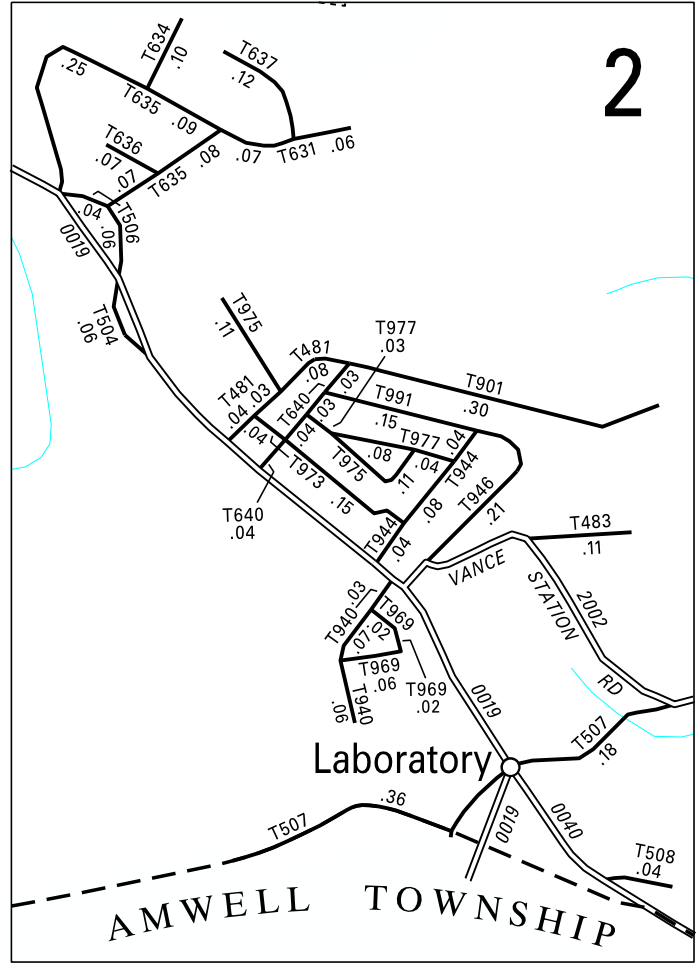 2
T634
.10
T637
.12
.25
T635
.09
T636
.07
.07
T635
.08
.07
T631
.06
.04
T506
.06
0019
T504
.06
T975
.11
T977
.03
T481
.08
.03
T901
.30
T481
.04
.03
T640
.03
T991
.15
.04
.04
T973
.15
T975
.08
T977
.04
.04
T944
.11
.08
T946
.21
T640
.04
T944
.04
T483
.11
VANCE
STATION
RD
2002
.03
T940
T969
.02
.07
T969
.06
T969
.02
.06
T940
0019
T507
.18
Laboratory
.36
T507
0019
0040
T508
.04
AMWELL TOWNSHIP